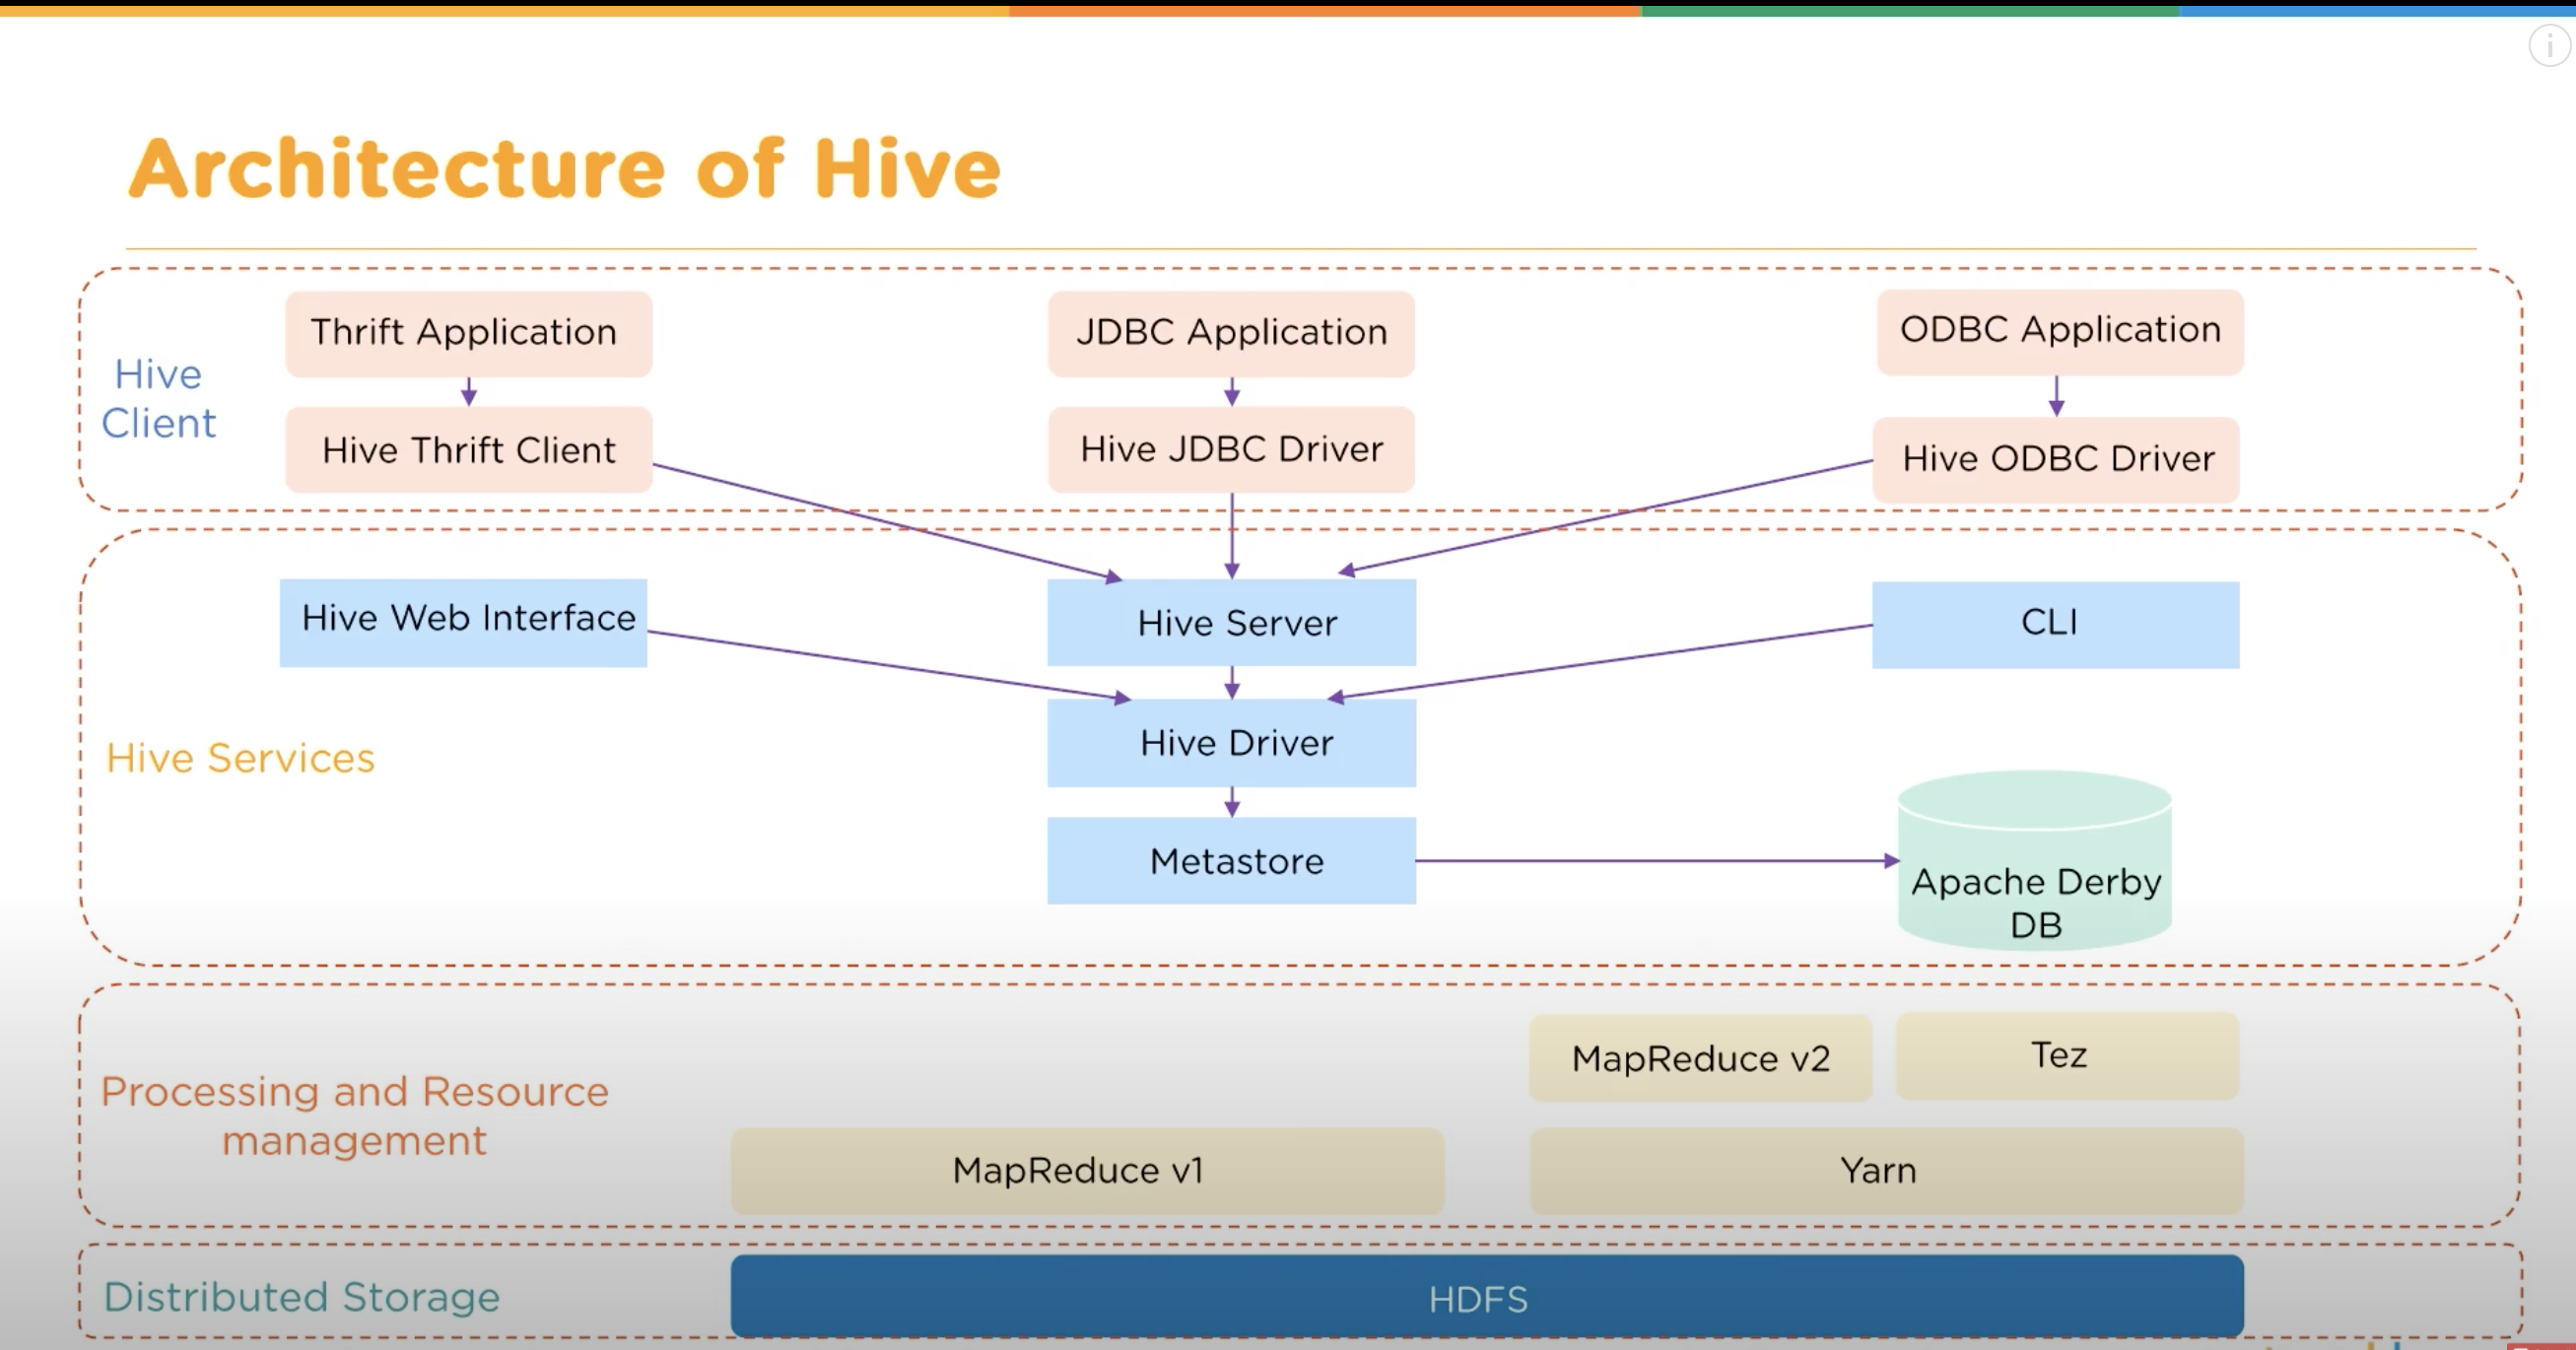 Architecture of Hive
Hive
Client
Thrift Application
JDBC Application
ODBC Application
Hive Thrift Client
Hive JDBC Driver
Hive ODBC Driver
Hive Services
Hive Web Interface
Hive Server
CLI
Hive Driver
Metastore
Apache Derby
DB
Processing and Resource
management
MapReduce v2
Tez
MapReduce v1
Yarn
Distributed Storage
HDFS